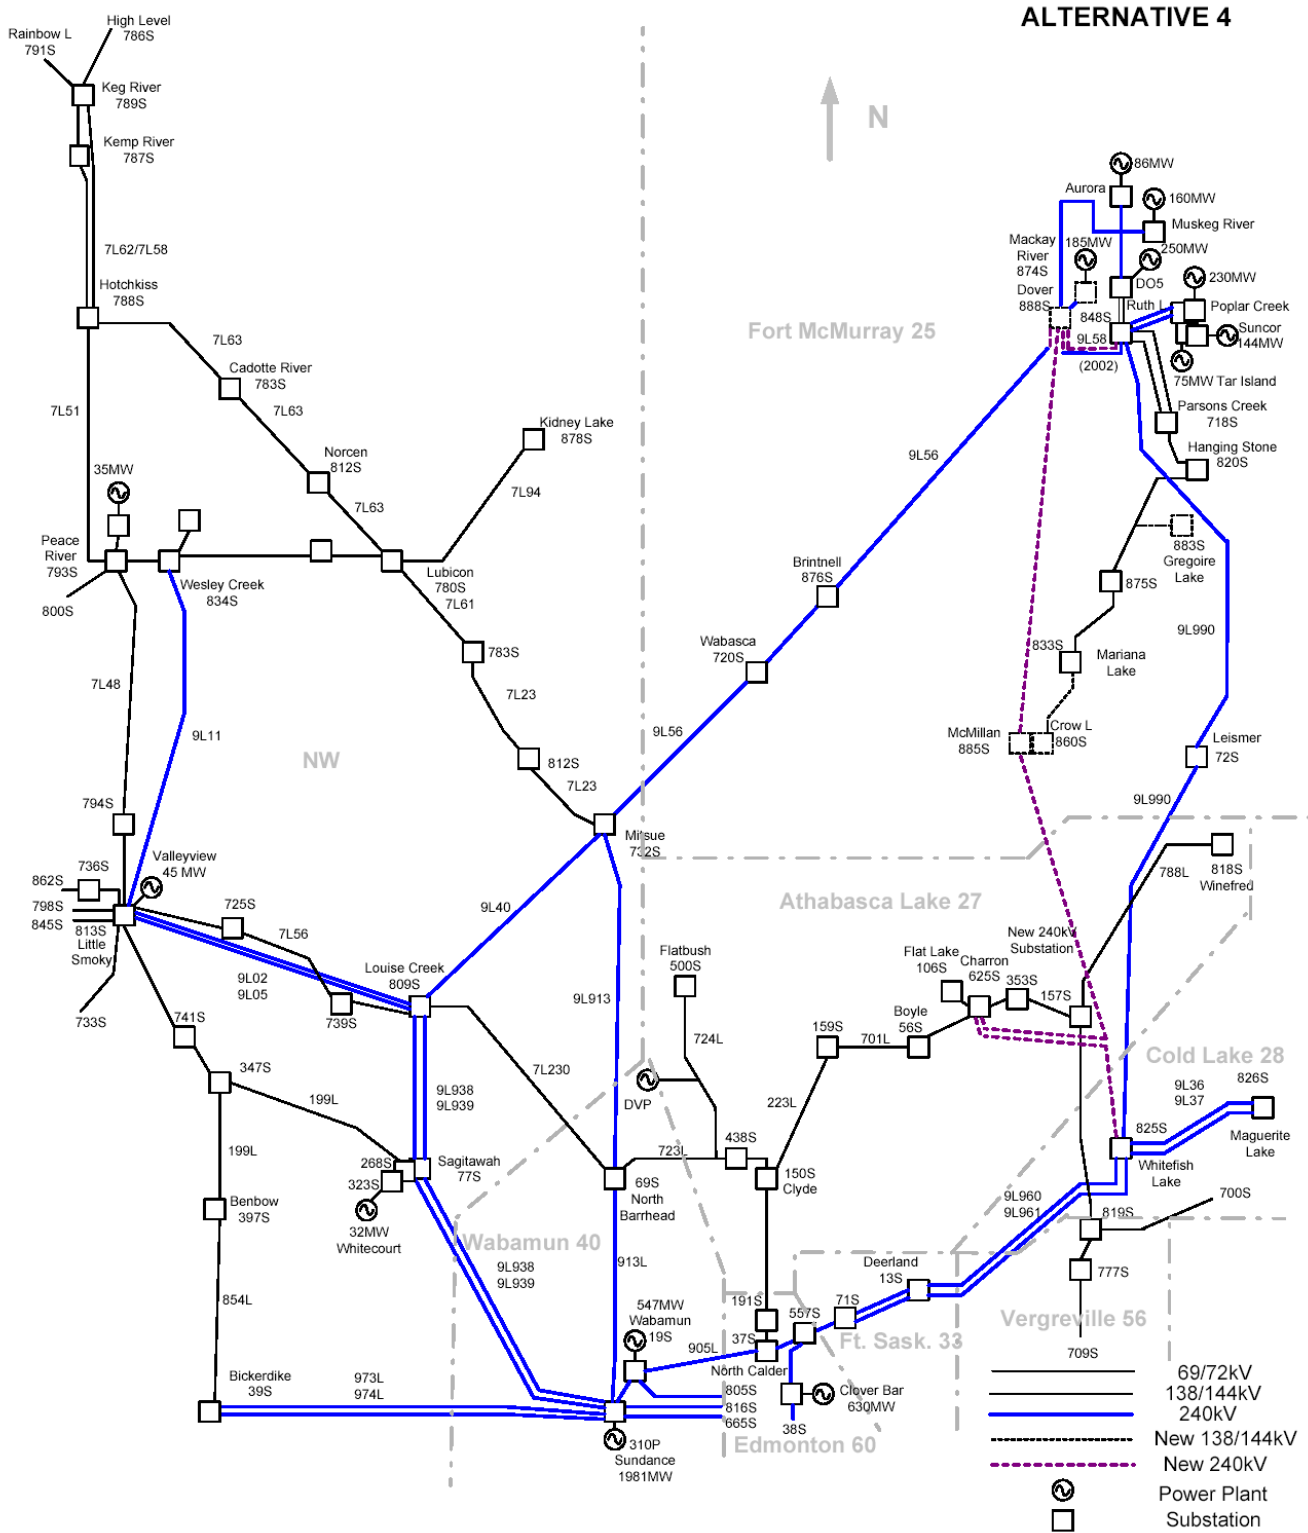 ALTERNATIVE 4
High Level
786S
Rainbow L
791S
Keg River
789S
Kemp River
787S
7L62/7L58
Hotchkiss
788S
7L63
Cadotte River
783S
7L51
7L63
Norcen
812S
Kidney Lake
878S
7L94
7L63
35MW
Peace
River
793S
800S
Wesley Creek
834S
Lubicon
780S
7L61
783S
7L48
9L11
7L23
812S
7L23
NW
N
Fort McMurray 25
86MW
Aurora
160MW
Muskeg River
Mackay
River
874S
185MW
250MW
Dover
888S
DO5
848S
Ruth L
230MW
Poplar Creek
Suncor
144MW
9L58
(2002)
75MW Tar Island
Parsons Creek
718S
Hanging Stone
820S
9L56
883S
Gregoire
Lake
875S
Brintnell
876S
9L990
Wabasca
720S
833S
Mariana
Lake
9L56
McMillan
885S
Crow L
860S
Leismer
72S
9L990
794S
Mitsue
732S
736S
Valleyview
45 MW
862S
798S
845S
813S
Little
Smoky
725S
7L56
9L40
788L
818S
Winefred
Athabasca Lake 27
9L02
9L05
Louise Creek
809S
739S
733S
741S
9L913
Flatbush
500S
New 240kV
Substation
Flat Lake
106S
Charron
625S
353S
157S
Boyle
56S
159S
701L
724L
347S
7L230
DVP
Cold Lake 28
199L
9L938
9L939
223L
9L36
9L37
826S
Maguerite
Lake
199L
268S
323S
Sagitawah
77S
723L
438S
150S
Clyde
825S
Whitefish
Lake
69S
North
Barrhead
Benbow
397S
32MW
Whitecourt
9L960
9L961
700S
819S
Wabamun 40
9L938
9L939
913L
Deerland
13S
777S
854L
547MW
Wabamun
19S
191S
557S
71S
37S
Ft. Sask. 33
Vergreville 56
905L
North Calder
709S
Bickerdike
39S
973L
974L
805S
816S
665S
Clover Bar
630MW
38S
310P
Sundance
1981MW
Edmonton 60
69/72kV
138/144kV
240kV
New 138/144kV
New 240kV
Power Plant
Substation